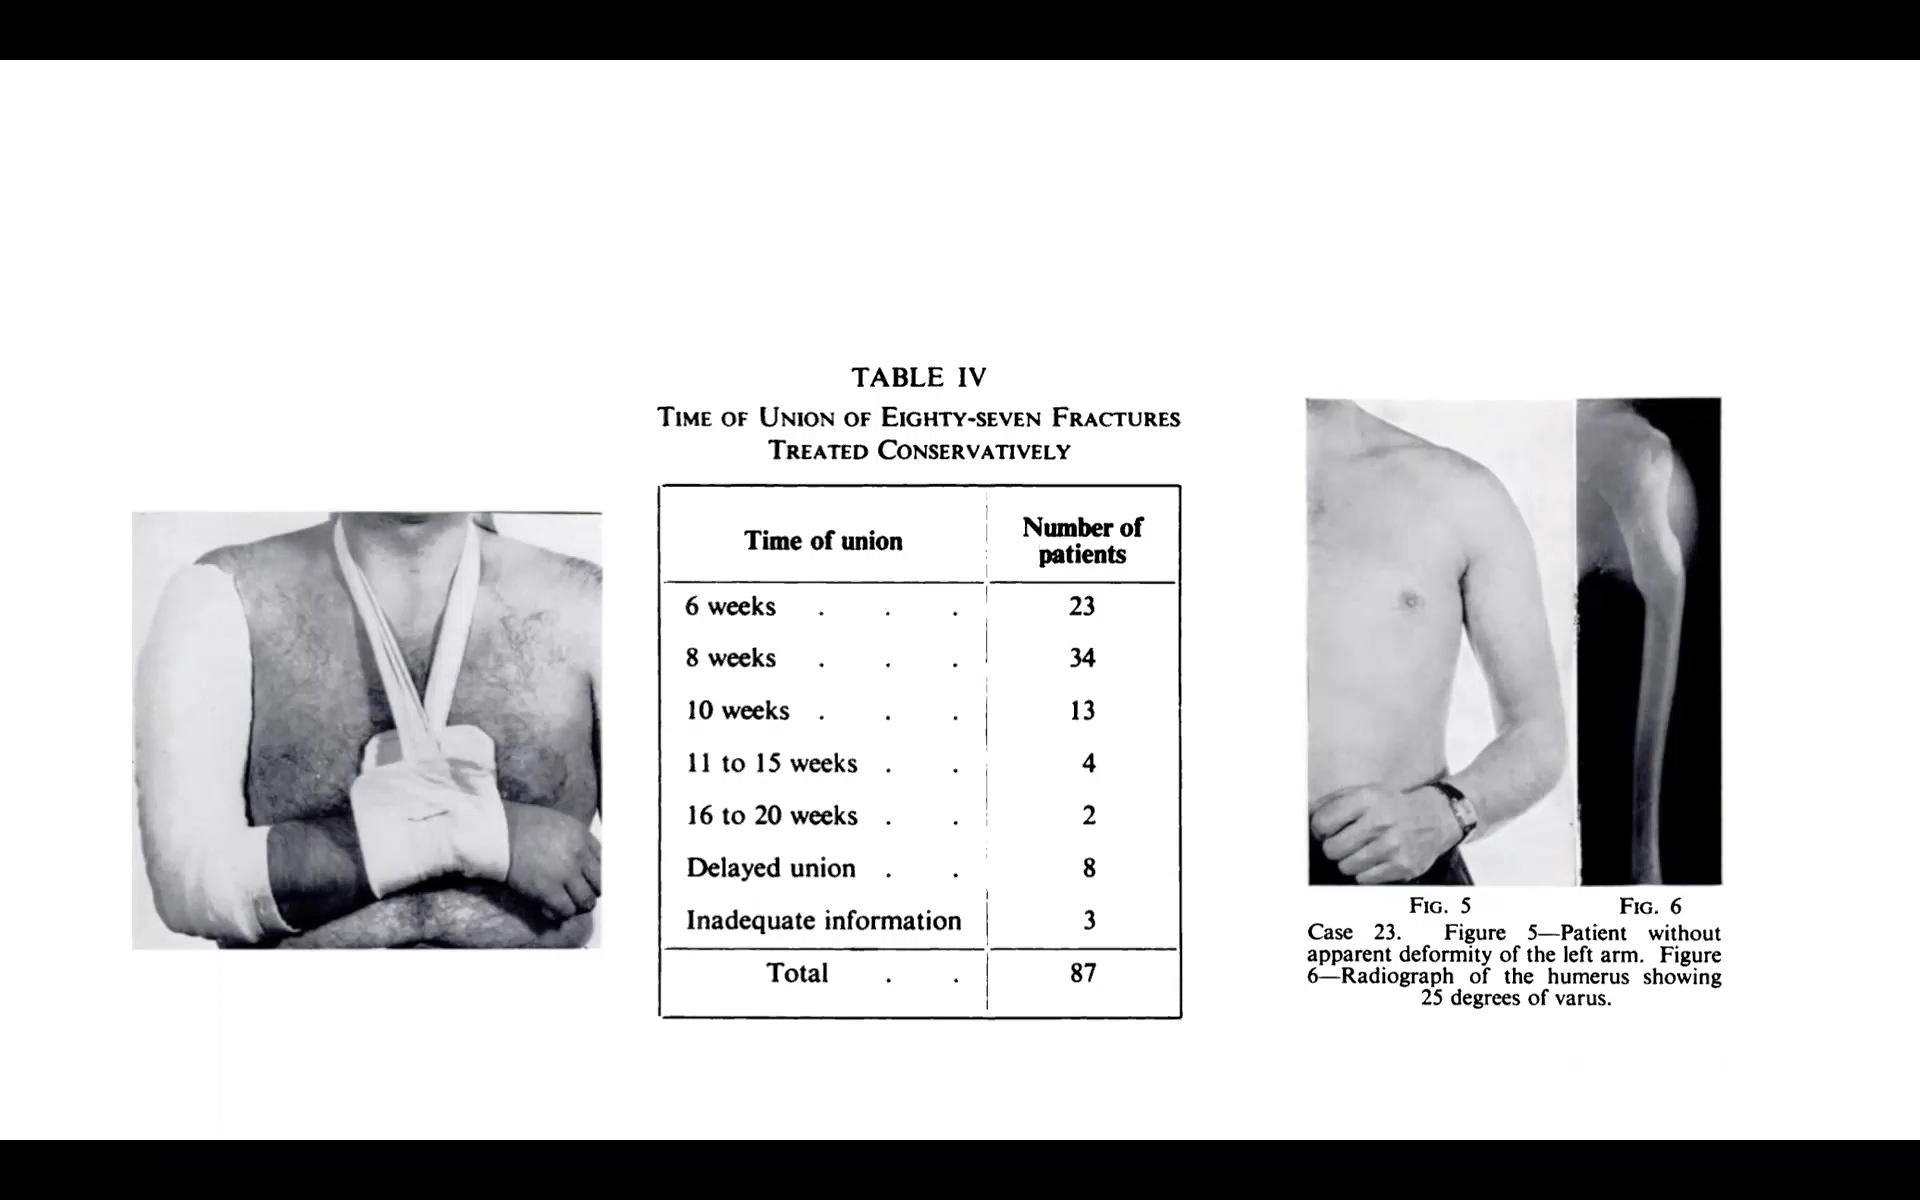 TABLE IV
TIME OF UNION OF EIGHTY-SEVEN FRACTURES
TREATED CONSERVATIVELY
Time of union Number of patients
6 weeks . . . 23
8 weeks . . . 34
10 weeks . . . 13
11 to 15 weeks . . 4
16 to 20 weeks . . 2
Delayed union . . 8
Inadequate information 3
Total . . 87
FIG. 5 FIG. 6
Case 23. Figure 5—Patient without
apparent deformity of the left arm. Figure
6—Radiograph of the humerus showing
25 degrees of varus.